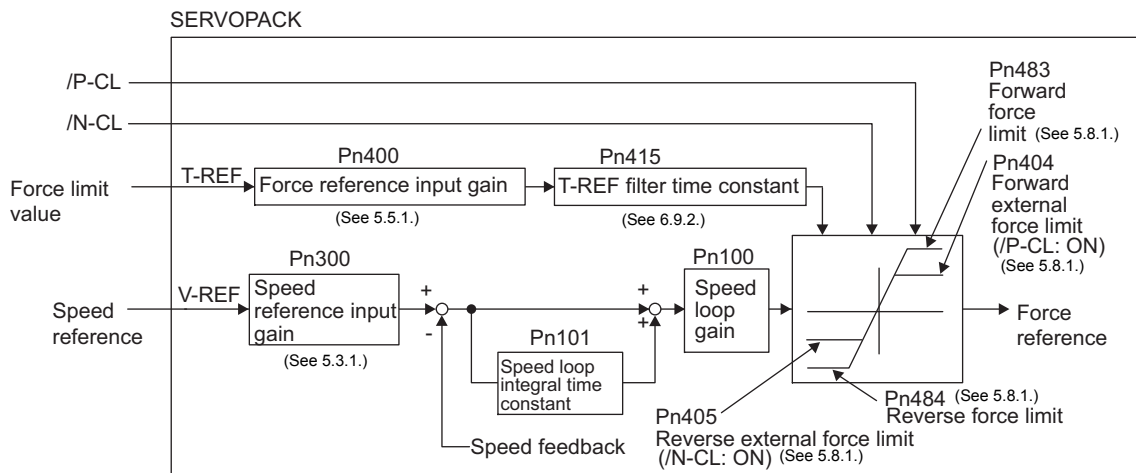 SERVOPACK
/P-CL
/N-CL
Force limit
value
T-REF
Pn400
Force reference input gain
(See 5.5.1.)
Pn415
T-REF filter time constant
(See 6.9.2.)
Pn483
Forward
force
limit (See 5.8.1.)
Pn404
Forward
external
force limit
(/P-CL: ON)
(See 5.8.1.)
Speed
reference
V-REF
Pn300
Speed
reference input
gain
(See 5.3.1.)
+
-
Pn101
Speed loop
integral time
constant
+
+
Pn100
Speed
loop
gain
Force
reference
Speed feedback
Pn484 (See 5.8.1.)
Reverse force limit
Pn405
Reverse external force limit
(/N-CL: ON) (See 5.8.1.)